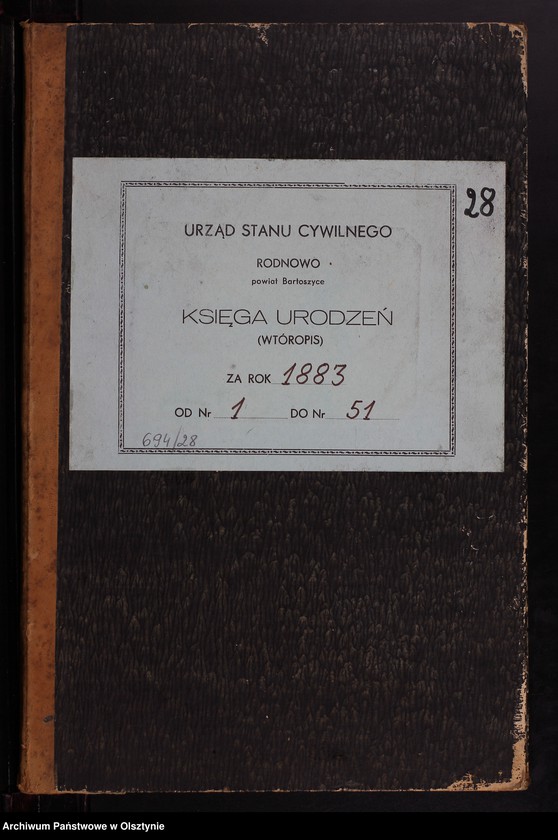 28
URZĄD STANU CYWILNEGO
RODNOWO
powiat Bartoszyce
KSIĘGA URODZEŃ
(WTÓROPIS)
ZA ROK 1883
OD Nr 1 DO Nr 51
694/28
Archiwum Państwowe w Olsztynie